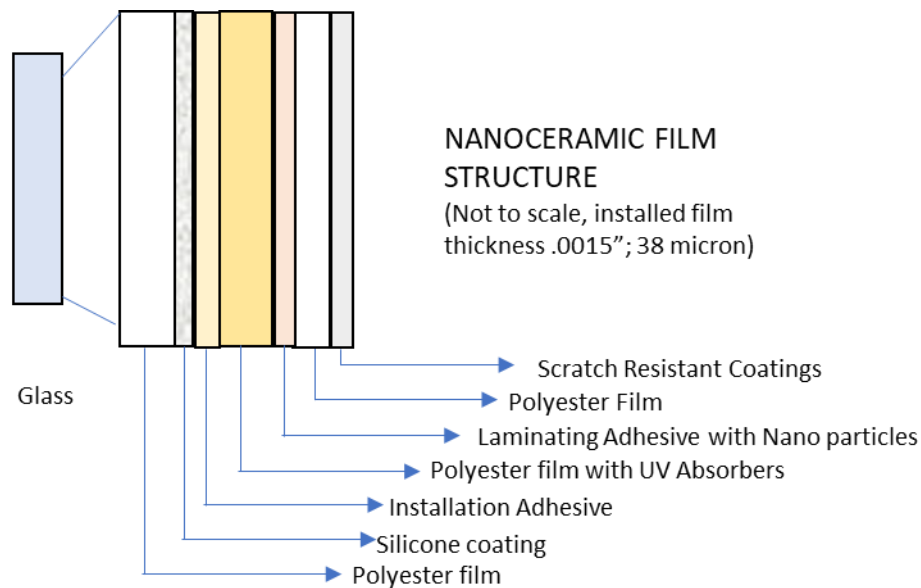 NANOCERAMIC FILM
STRUCTURE
(Not to scale, installed film
thickness .0015”; 38 micron)
Scratch Resistant Coatings
Glass
Polyester Film
Laminating Adhesive with Nano particles
Polyester film with UV Absorbers
Installation Adhesive
Silicone coating
Polyester film